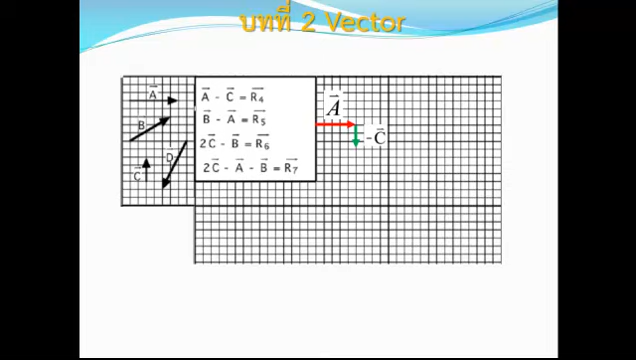 บทที่ 2 Vector
A
B
D
C
A - C = R4
B - A = R5
2C - B = R6
2C - A - B = R7
A
-C